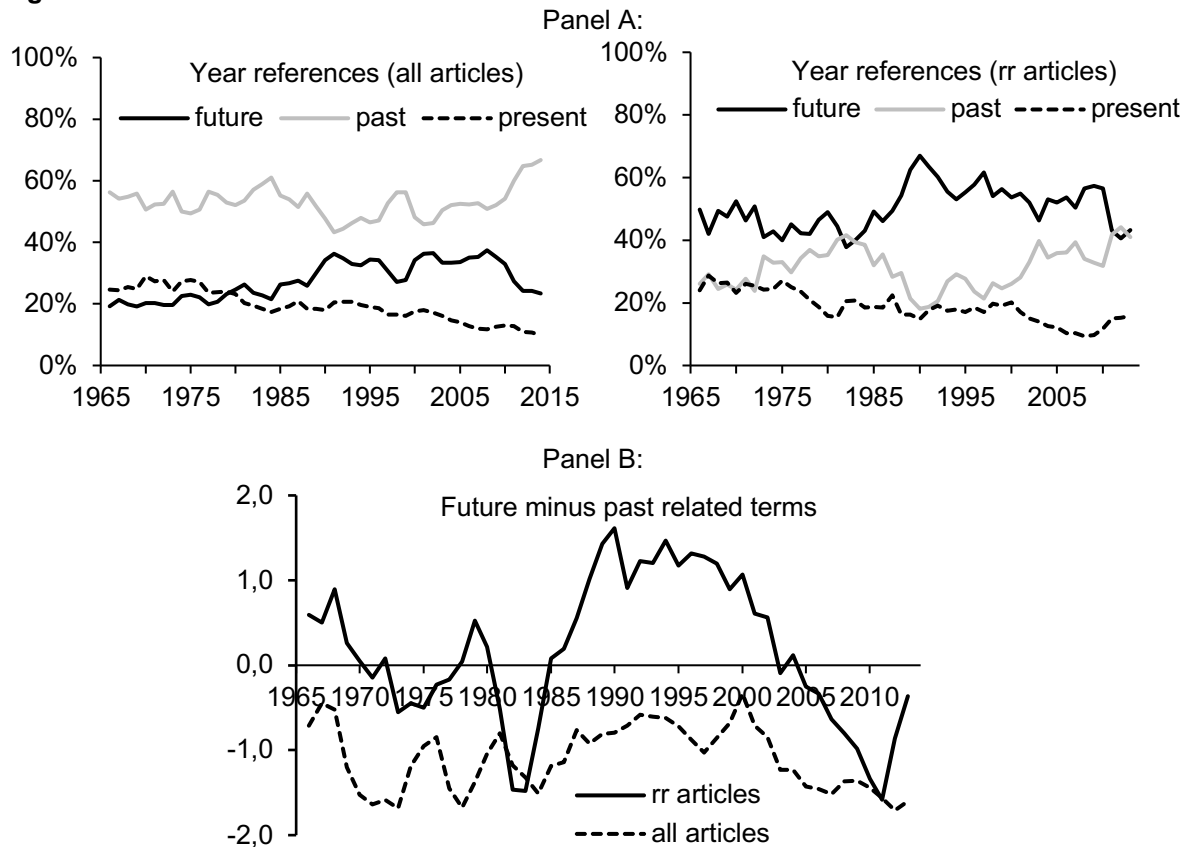 Panel A:
Year references (all articles)
future past present
100%
80%
60%
40%
20%
0%
1965 1975 1985 1995 2005 2015
Year references (rr articles)
future past present
100%
80%
60%
40%
20%
0%
1965 1975 1985 1995 2005
Panel B:
Future minus past related terms
2,0
1,0
0,0
-1,0
-2,0
1965 1970 1975 1980 1985 1990 1995 2000 2005 2010
rr articles
all articles